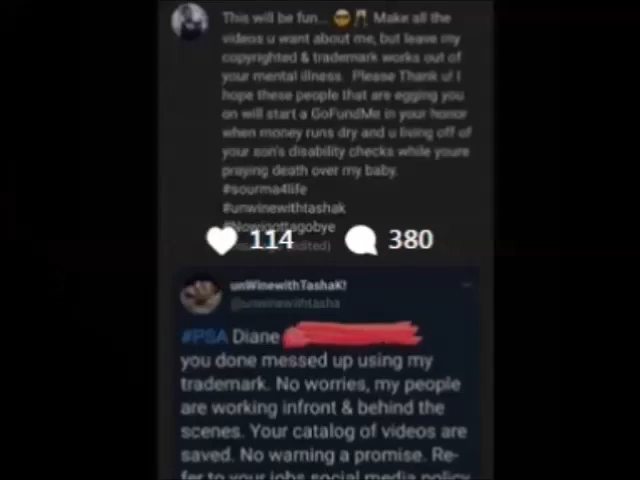 This will be fun... 😎🥂 Make all the
videos u want about me, but leave my
copyrighted & trademark works out of
your mental illness. Please Thank u! I
hope these people that are egging you
on will start a GoFundMe in your honor
when money runs dry and u living off of
your son's disability checks while youre
praying death over my baby.
#sourma4life
#unwinewithtashak
#Nowigottagobye
114 380
unWinewithTashaK!
@unwinewithtasha
#PSA Diane
you done messed up using my
trademark. No worries, my people
are working infront & behind the
scenes. Your catalog of videos are
saved. No warning a promise. Re-
fer to your jobs social media policy